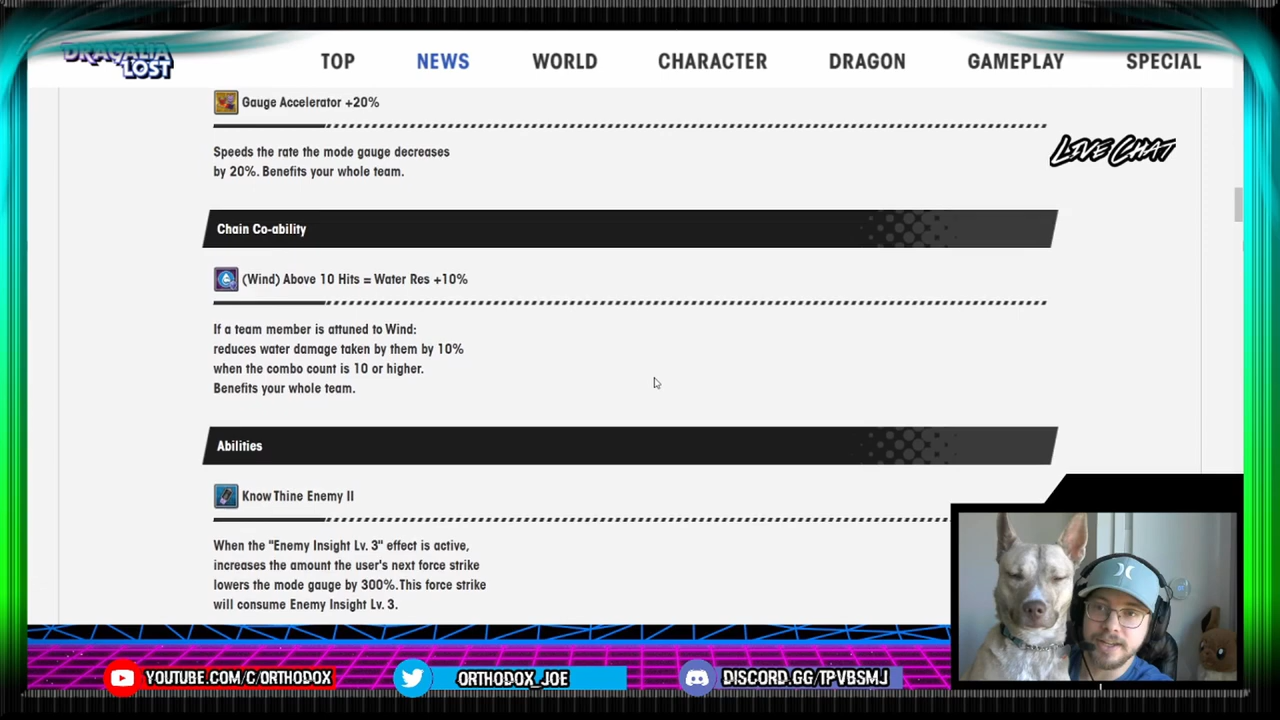 DRAGALIA
LOST
TOP NEWS WORLD CHARACTER DRAGON GAMEPLAY SPECIAL
Gauge Accelerator +20%
LIVE CHAT
Speeds the rate the mode gauge decreases
by 20%. Benefits your whole team.
Chain Co-ability
(Wind) Above 10 Hits = Water Res +10%
If a team member is attuned to Wind:
reduces water damage taken by them by 10%
when the combo count is 10 or higher.
Benefits your whole team.
Abilities
Know Thine Enemy II
When the "Enemy Insight Lv. 3" effect is active,
increases the amount the user's next force strike
lowers the mode gauge by 300%.This force strike
will consume Enemy Insight Lv. 3.
YOUTUBE.COM/C/ORTHODOX ORTHODOX_JOE DISCORD.GG/TPVBSMJ